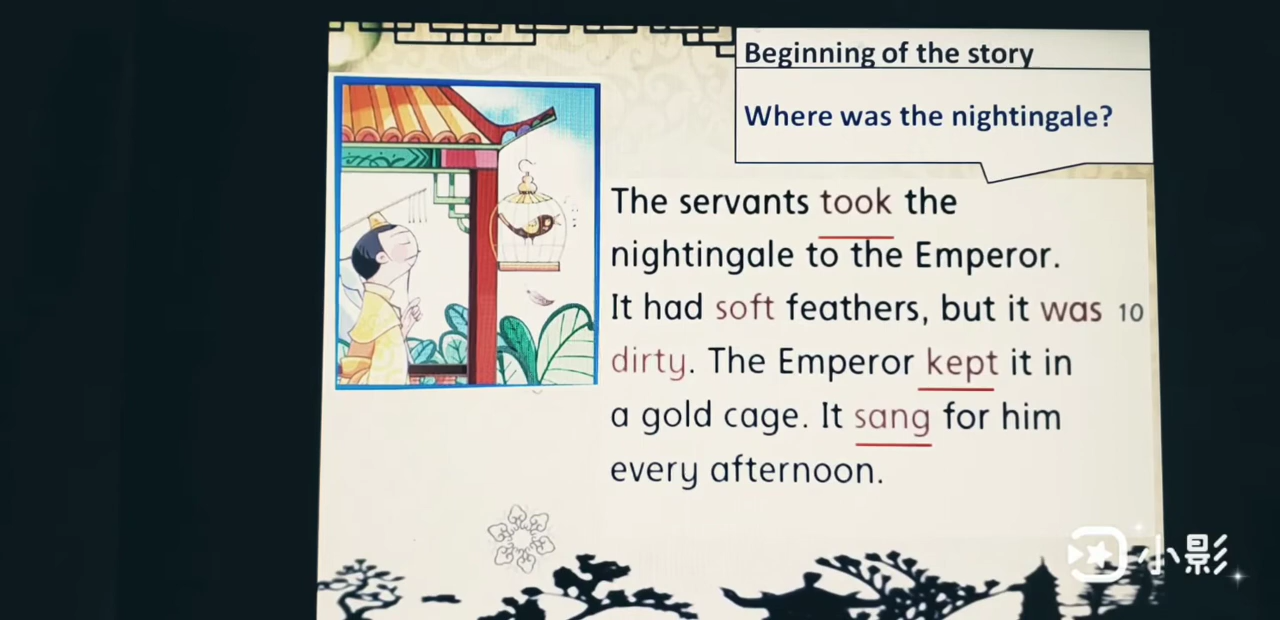 Beginning of the story
Where was the nightingale?
The servants took the
nightingale to the Emperor.
It had soft feathers, but it was 10
dirty. The Emperor kept it in
a gold cage. It sang for him
every afternoon.
小影